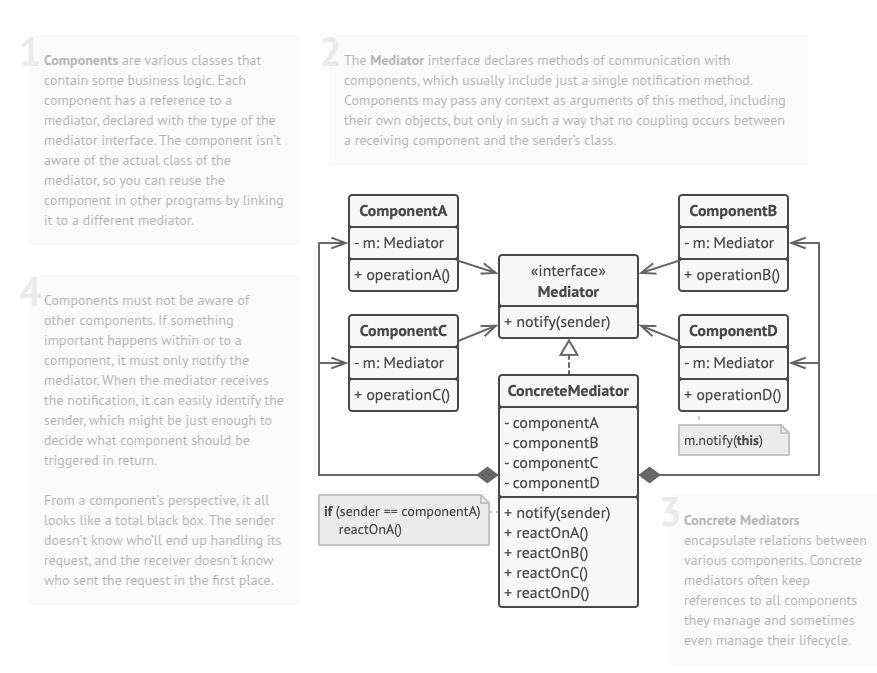 1
Components are various classes that
contain some business logic. Each
component has a reference to a
mediator, declared with the type of the
mediator interface. The component isn't
aware of the actual class of the
mediator, so you can reuse the
component in other programs by linking
it to a different mediator.
2
The Mediator interface declares methods of communication with
components, which usually include just a single notification method.
Components may pass any context as arguments of this method, including
their own objects, but only in such a way that no coupling occurs between
a receiving component and the sender's class.
ComponentA
- m: Mediator
+ operationA()
ComponentB
- m: Mediator
+ operationB()
«interface»
Mediator
+ notify(sender)
ComponentC
- m: Mediator
+ operationC()
ComponentD
- m: Mediator
+ operationD()
m.notify(this)
ConcreteMediator
- componentA
- componentB
- componentC
- componentD
+ notify(sender)
+ reactOnA()
+ reactOnB()
+ reactOnC()
+ reactOnD()
if (sender == componentA)
reactOnA()
4
Components must not be aware of
other components. If something
important happens within or to a
component, it must only notify the
mediator. When the mediator receives
the notification, it can easily identify the
sender, which might be just enough to
decide what component should be
triggered in return.
From a component's perspective, it all
looks like a total black box. The sender
doesn't know who'll end up handling its
request, and the receiver doesn't know
who sent the request in the first place.
3
Concrete Mediators
encapsulate relations between
various components. Concrete
mediators often keep
references to all components
they manage and sometimes
even manage their lifecycle.